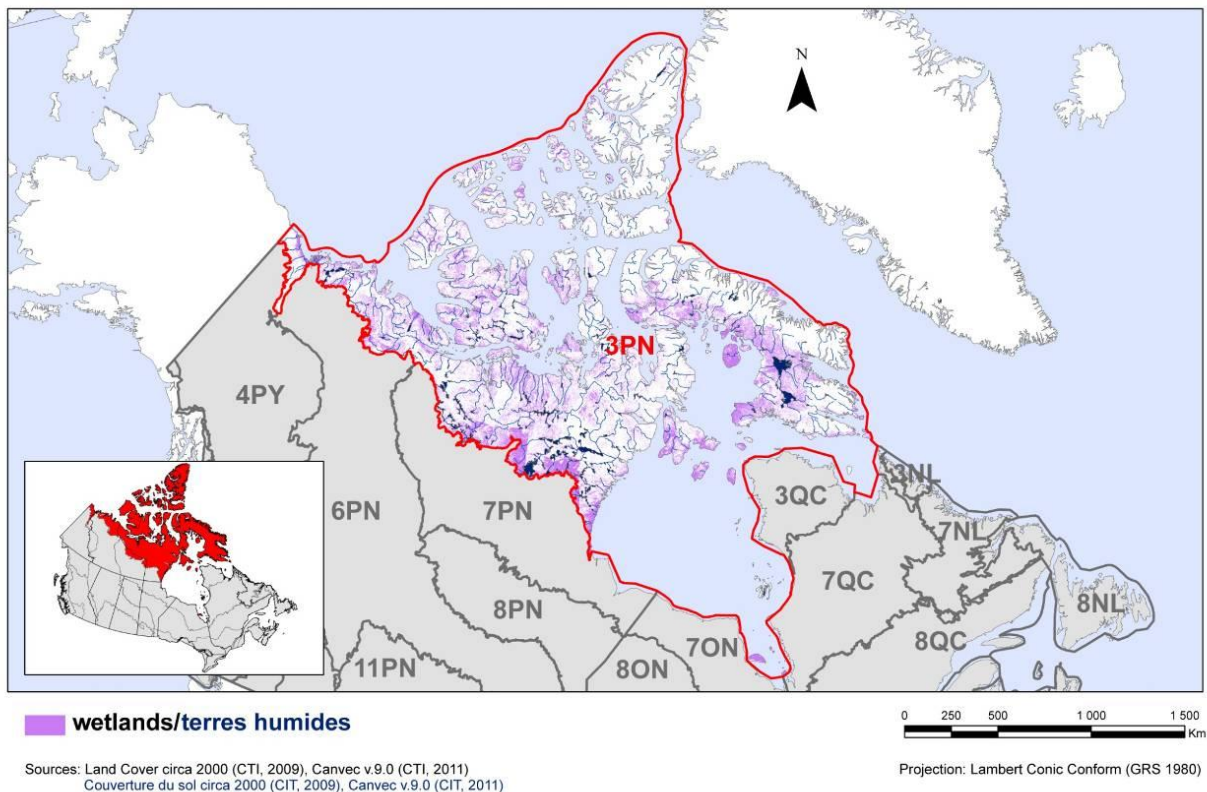 N
3PN
4PY
3QC
3NL
6PN
7PN
7NL
7QC
8NL
8PN
7ON
8QC
11PN
8ON
wetlands/terres humides
0 250 500 1 000 1 500
Km
Sources: Land Cover circa 2000 (CTI, 2009), Canvec v.9.0 (CTI, 2011)
Couverture du sol circa 2000 (CIT, 2009), Canvec v.9.0 (CIT, 2011)
Projection: Lambert Conic Conform (GRS 1980)